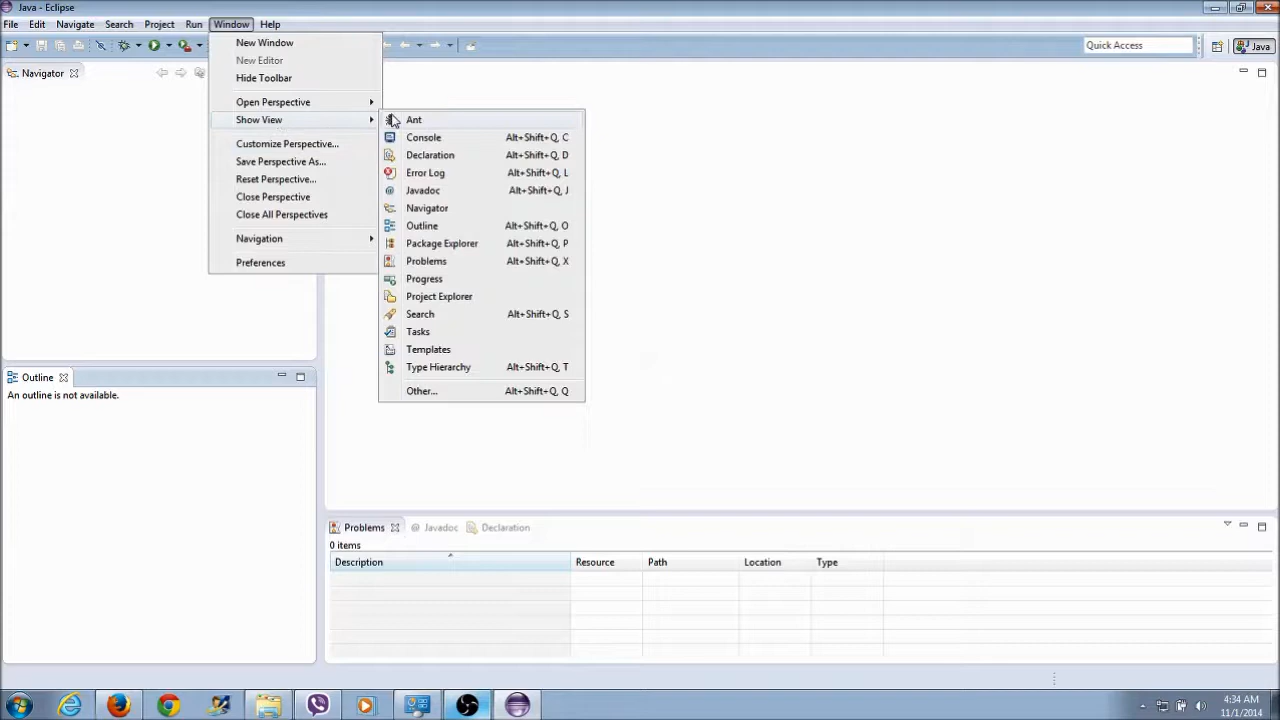 Java - Eclipse
File Edit Navigate Search Project Run Window Help
Quick Access
Java
Navigator
New Window
New Editor
Hide Toolbar
Open Perspective
Show View
Customize Perspective...
Save Perspective As...
Reset Perspective...
Close Perspective
Close All Perspectives
Navigation
Preferences
Ant
Console Alt+Shift+Q, C
Declaration Alt+Shift+Q, D
Error Log Alt+Shift+Q, L
Javadoc Alt+Shift+Q, J
Navigator
Outline Alt+Shift+Q, O
Package Explorer Alt+Shift+Q, P
Problems Alt+Shift+Q, X
Progress
Project Explorer
Search Alt+Shift+Q, S
Tasks
Templates
Type Hierarchy Alt+Shift+Q, T
Other... Alt+Shift+Q, Q
Outline
An outline is not available.
Problems @ Javadoc Declaration
0 items
Description Resource Path Location Type
4:34 AM
11/1/2014